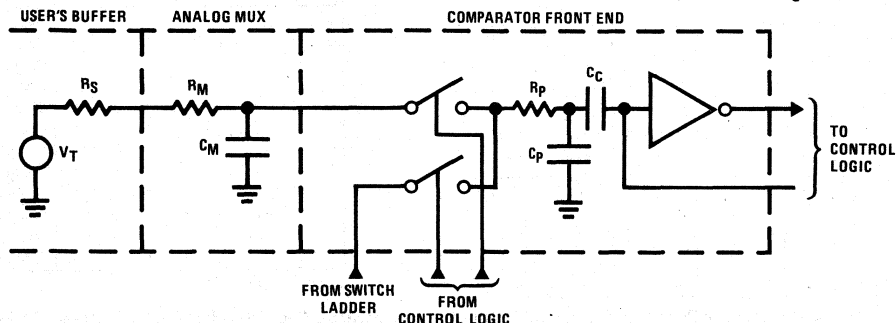 USER'S BUFFER
ANALOG MUX
COMPARATOR FRONT END
RS
RM
CM
VT
RP
CC
CP
TO
CONTROL
LOGIC
FROM SWITCH
LADDER
FROM
CONTROL LOGIC